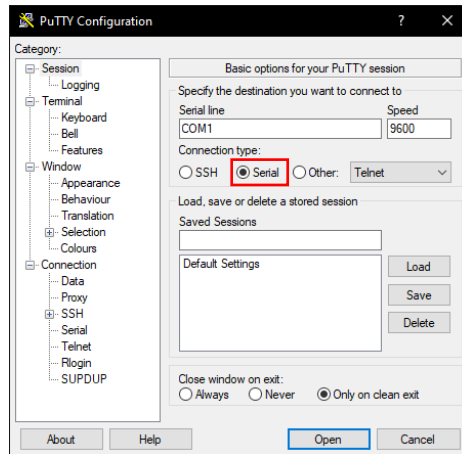 PuTTY Configuration
? ×
Category:
Session
Logging
Terminal
Keyboard
Bell
Features
Window
Appearance
Behaviour
Translation
Selection
Colours
Connection
Data
Proxy
SSH
Serial
Telnet
Rlogin
SUPDUP
Basic options for your PuTTY session
Specify the destination you want to connect to
Serial line Speed
COM1 9600
Connection type:
SSH Serial Other: Telnet
Load, save or delete a stored session
Saved Sessions
Default Settings
Load
Save
Delete
Close window on exit:
Always Never Only on clean exit
About Help Open Cancel